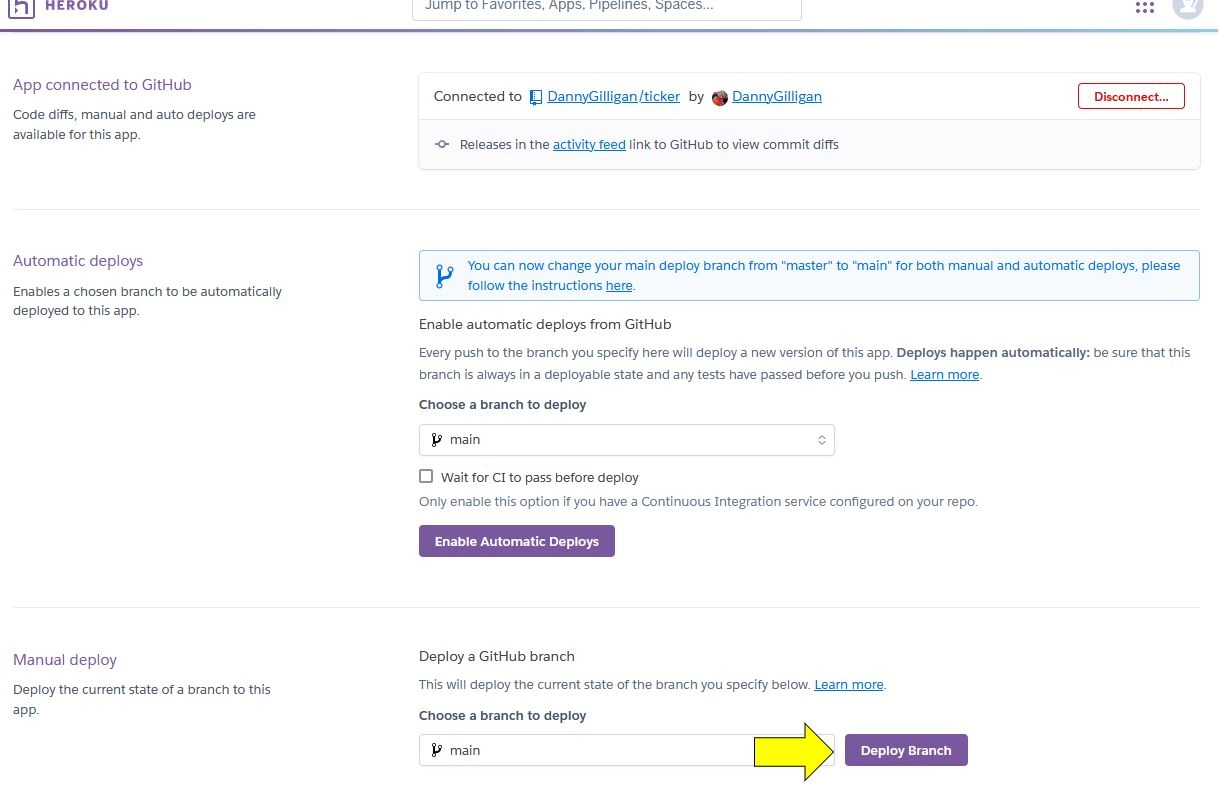 HEROKU
Jump to Favorites, Apps, Pipelines, Spaces...
App connected to GitHub
Code diffs, manual and auto deploys are
available for this app.
Connected to DannyGilligan/ticker by DannyGilligan
Disconnect...
Releases in the activity feed link to GitHub to view commit diffs
Automatic deploys
Enables a chosen branch to be automatically
deployed to this app.
You can now change your main deploy branch from "master" to "main" for both manual and automatic deploys, please
follow the instructions here.
Enable automatic deploys from GitHub
Every push to the branch you specify here will deploy a new version of this app. Deploys happen automatically: be sure that this
branch is always in a deployable state and any tests have passed before you push. Learn more.
Choose a branch to deploy
main
Wait for CI to pass before deploy
Only enable this option if you have a Continuous Integration service configured on your repo.
Enable Automatic Deploys
Manual deploy
Deploy the current state of a branch to this
app.
Deploy a GitHub branch
This will deploy the current state of the branch you specify below. Learn more.
Choose a branch to deploy
main
Deploy Branch